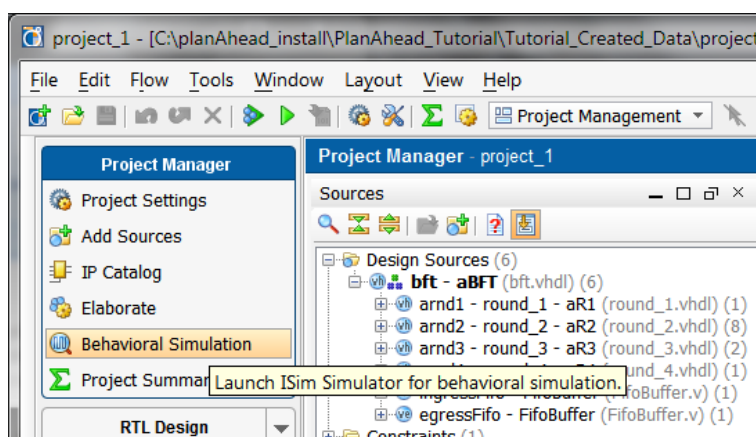 project_1 - [C:\planAhead_install\PlanAhead_Tutorial\Tutorial_Created_Data\project
File Edit Flow Tools Window Layout View Help
Project Management
Project Manager
Project Settings
Add Sources
IP Catalog
Elaborate
Behavioral Simulation
Project Summar
Launch ISim Simulator for behavioral simulation.
RTL Design
Project Manager - project_1
Sources
Design Sources (6)
bft - aBFT (bft.vhdl) (6)
arnd1 - round_1 - aR1 (round_1.vhdl) (1)
arnd2 - round_2 - aR2 (round_2.vhdl) (8)
arnd3 - round_3 - aR3 (round_3.vhdl) (2)
d_4.vhdl) (1)
FifoBuffer.v) (1)
egressFifo - FifoBuffer (FifoBuffer.v) (1)
Constraints (1)